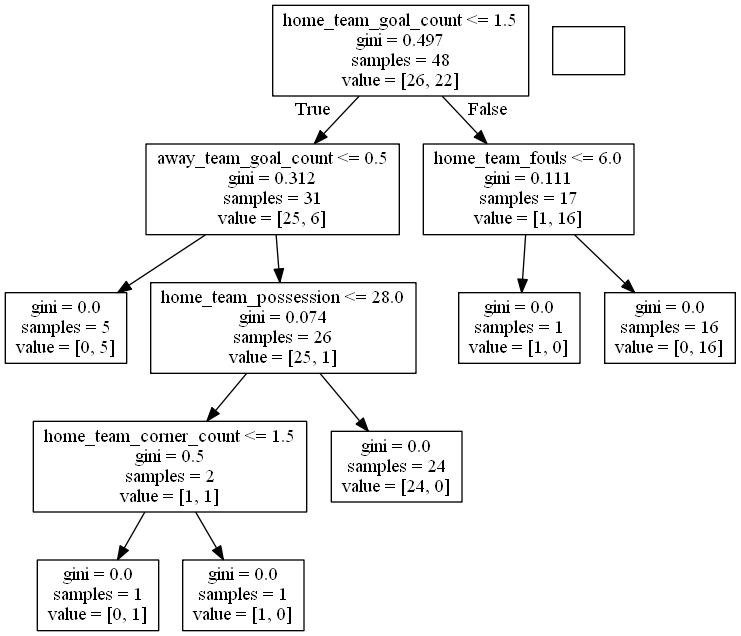 home_team_goal_count <= 1.5
gini = 0.497
samples = 48
value = [26, 22]
True
False
away_team_goal_count <= 0.5
gini = 0.312
samples = 31
value = [25, 6]
home_team_fouls <= 6.0
gini = 0.111
samples = 17
value = [1, 16]
gini = 0.0
samples = 5
value = [0, 5]
home_team_possession <= 28.0
gini = 0.074
samples = 26
value = [25, 1]
gini = 0.0
samples = 1
value = [1, 0]
gini = 0.0
samples = 16
value = [0, 16]
home_team_corner_count <= 1.5
gini = 0.5
samples = 2
value = [1, 1]
gini = 0.0
samples = 24
value = [24, 0]
gini = 0.0
samples = 1
value = [0, 1]
gini = 0.0
samples = 1
value = [1, 0]